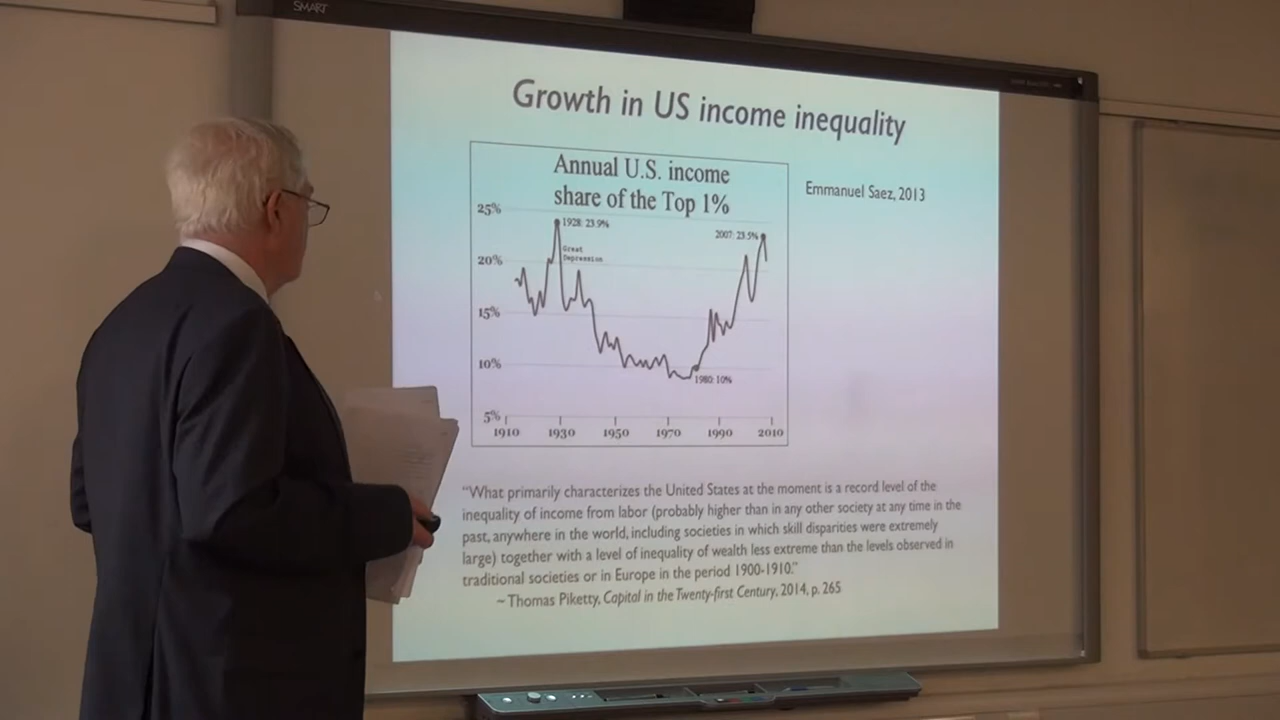 SMART
Growth in US income inequality
Annual U.S. income
share of the Top 1%
Emmanuel Saez, 2013
25%
1928: 23.9%
2007: 23.5%
Great
Depression
20%
15%
10%
1980: 10%
5%
1910 1930 1950 1970 1990 2010
“What primarily characterizes the United States at the moment is a record level of the
inequality of income from labor (probably higher than in any other society at any time in the
past, anywhere in the world, including societies in which skill disparities were extremely
large) together with a level of inequality of wealth less extreme than the levels observed in
traditional societies or in Europe in the period 1900-1910.”
~ Thomas Piketty, Capital in the Twenty-first Century, 2014, p. 265